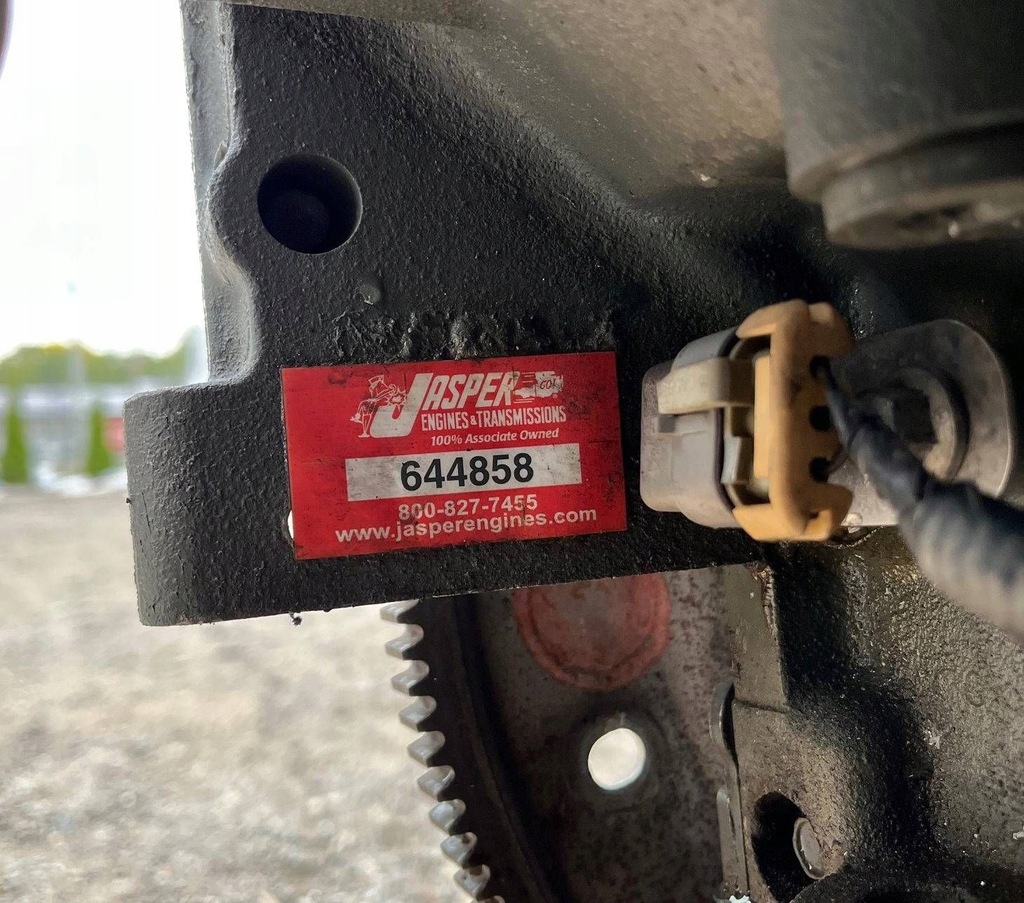 JASPER
ENGINES & TRANSMISSIONS
100% Associate Owned
644858
800-827-7455
www.jasperengines.com